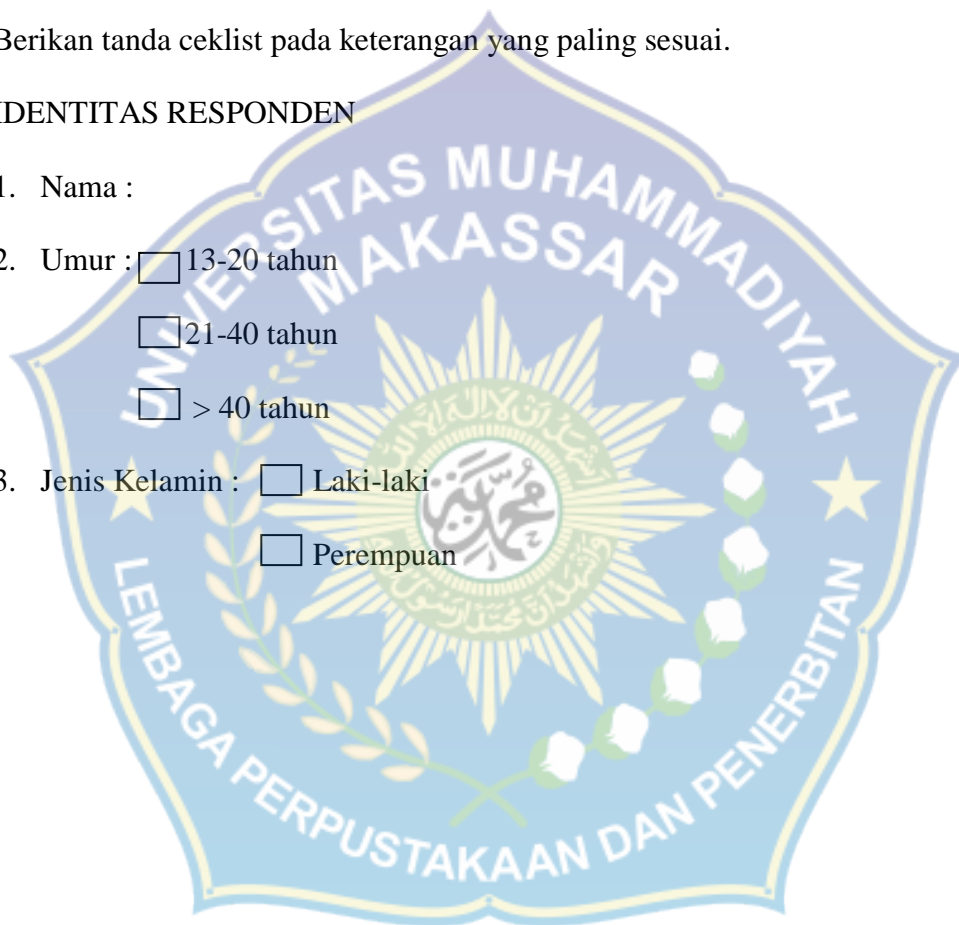 Berikan tanda ceklist pada keterangan yang paling sesuai.
IDENTITAS RESPONDEN
1. Nama :
2. Umur : 13-20 tahun
21-40 tahun
> 40 tahun
3. Jenis Kelamin : Laki-laki
Perempuan
UNIVERSITAS MUHAMMADIYAH
MAKASSAR
LEMBAGA PERPUSTAKAAN DAN PENERBITAN